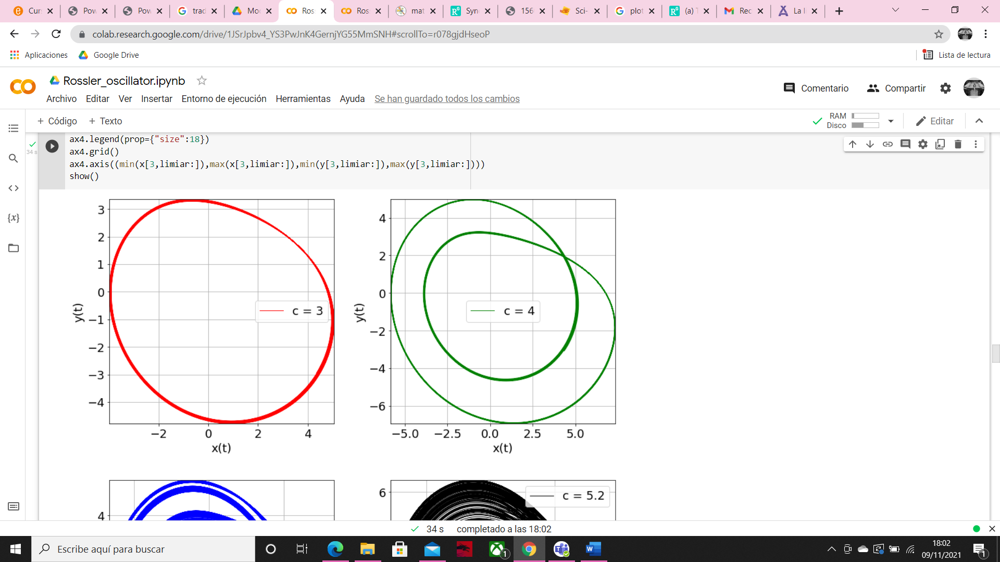 Cur
Pow
Pow
trad
Moc
Ros
Ros
mat
Syn
156
Sci-
plot
(a) T
Rec
La l
colab.research.google.com/drive/1JSrJpbv4_YS3PwJnK4GernjYG55MmSNH#scrollTo=r078gjdHseoP
Aplicaciones
Google Drive
Lista de lectura
Rossler_oscillator.ipynb
Comentario
Compartir
Archivo Editar Ver Insertar Entorno de ejecución Herramientas Ayuda Se han guardado todos los cambios
+ Código + Texto
RAM
Disco
Editar
34 s
ax4.legend(prop={"size":18})
ax4.grid()
ax4.axis((min(x[3,limiar:]),max(x[3,limiar:]),min(y[3,limiar:]),max(y[3,limiar:])))
show()
{x}
3
2
1
0
−1
−2
−3
−4
y(t)
c = 3
−2 0 2 4
x(t)
4
2
0
−2
−4
−6
y(t)
c = 4
−5.0 −2.5 0.0 2.5 5.0
x(t)
4
6
c = 5.2
34 s completado a las 18:02
Escribe aquí para buscar
1
18:02
09/11/2021
1